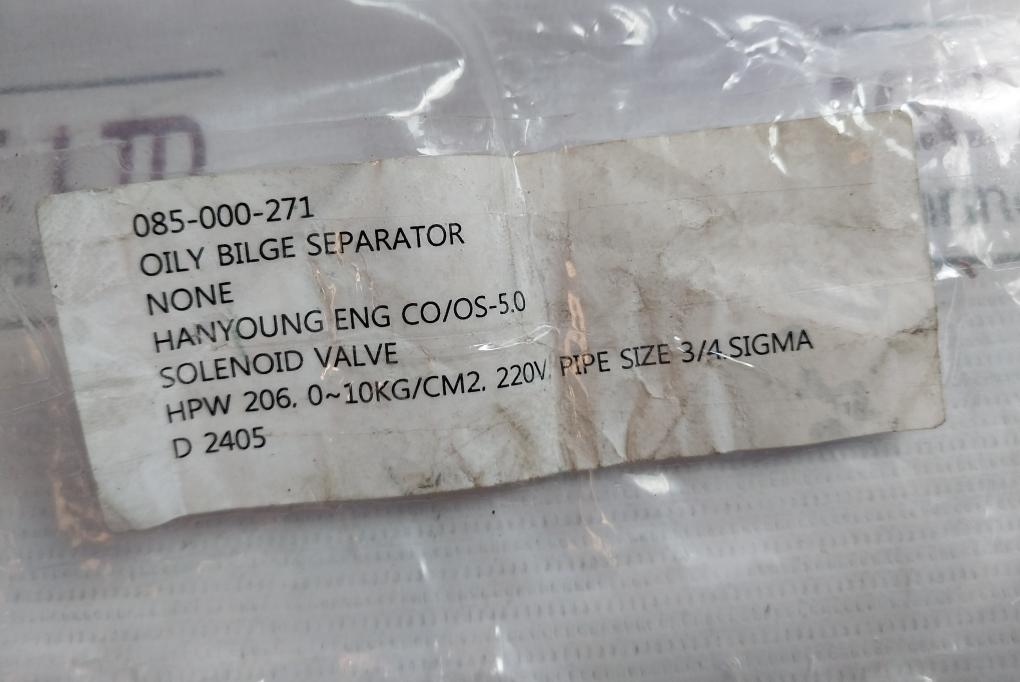 085-000-271
OILY BILGE SEPARATOR
NONE
HANYOUNG ENG CO/OS-5.0
SOLENOID VALVE
HPW 206. 0~10KG/CM2. 220V. PIPE SIZE 3/4.SIGMA
D 2405